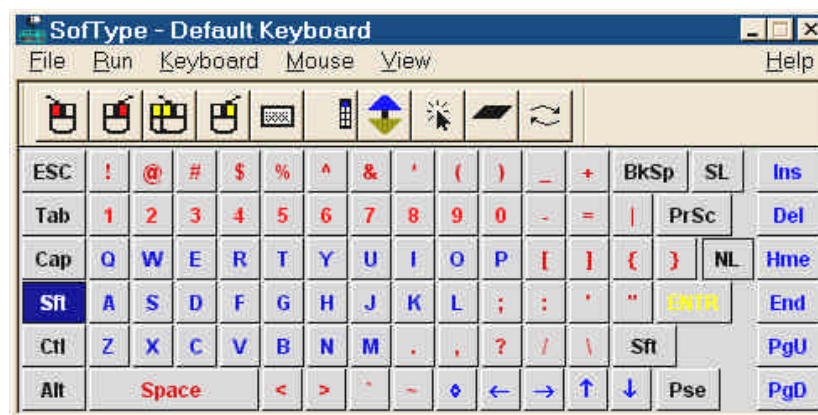 SofType - Default Keyboard
File Run Keyboard Mouse View Help
ESC ! @ # $ % ^ & * ( ) _ + BkSp SL Ins
Tab 1 2 3 4 5 6 7 8 9 0 - = | PrSc Del
Cap Q W E R T Y U I O P [ ] { } NL Hme
Sft A S D F G H J K L ; : ' " ENTR End
Ctl Z X C V B N M . , ? / \ Sft PgU
Alt Space < > ` ~ ◊ ← → ↑ ↓ Pse PgD